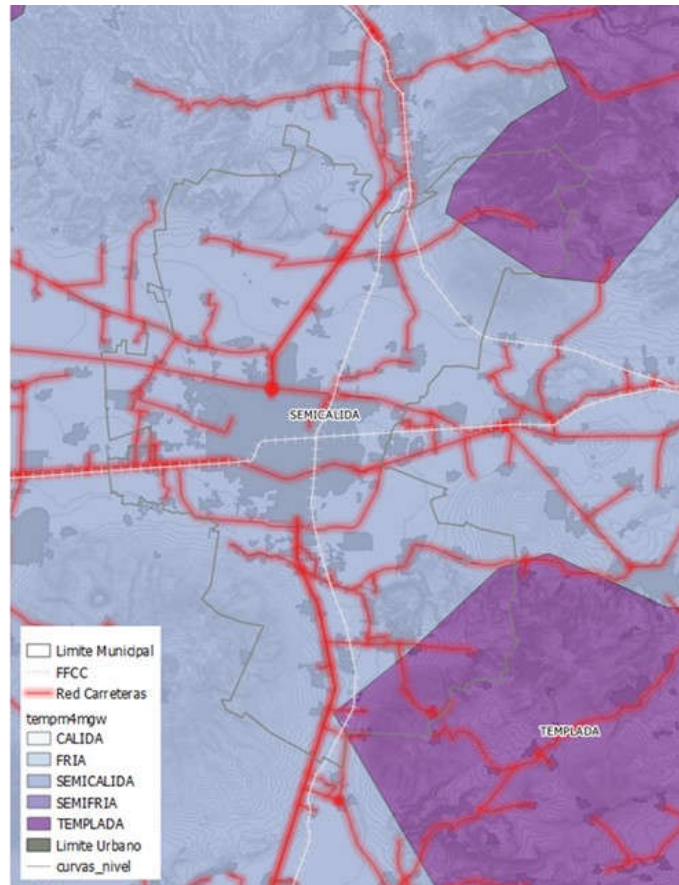 SEMICALIDA
TEMPLADA
Limite Municipal
FFCC
Red Carreteras
tempm4mgw
CALIDA
FRIA
SEMICALIDA
SEMIFRIA
TEMPLADA
Limite Urbano
curvas_nivel